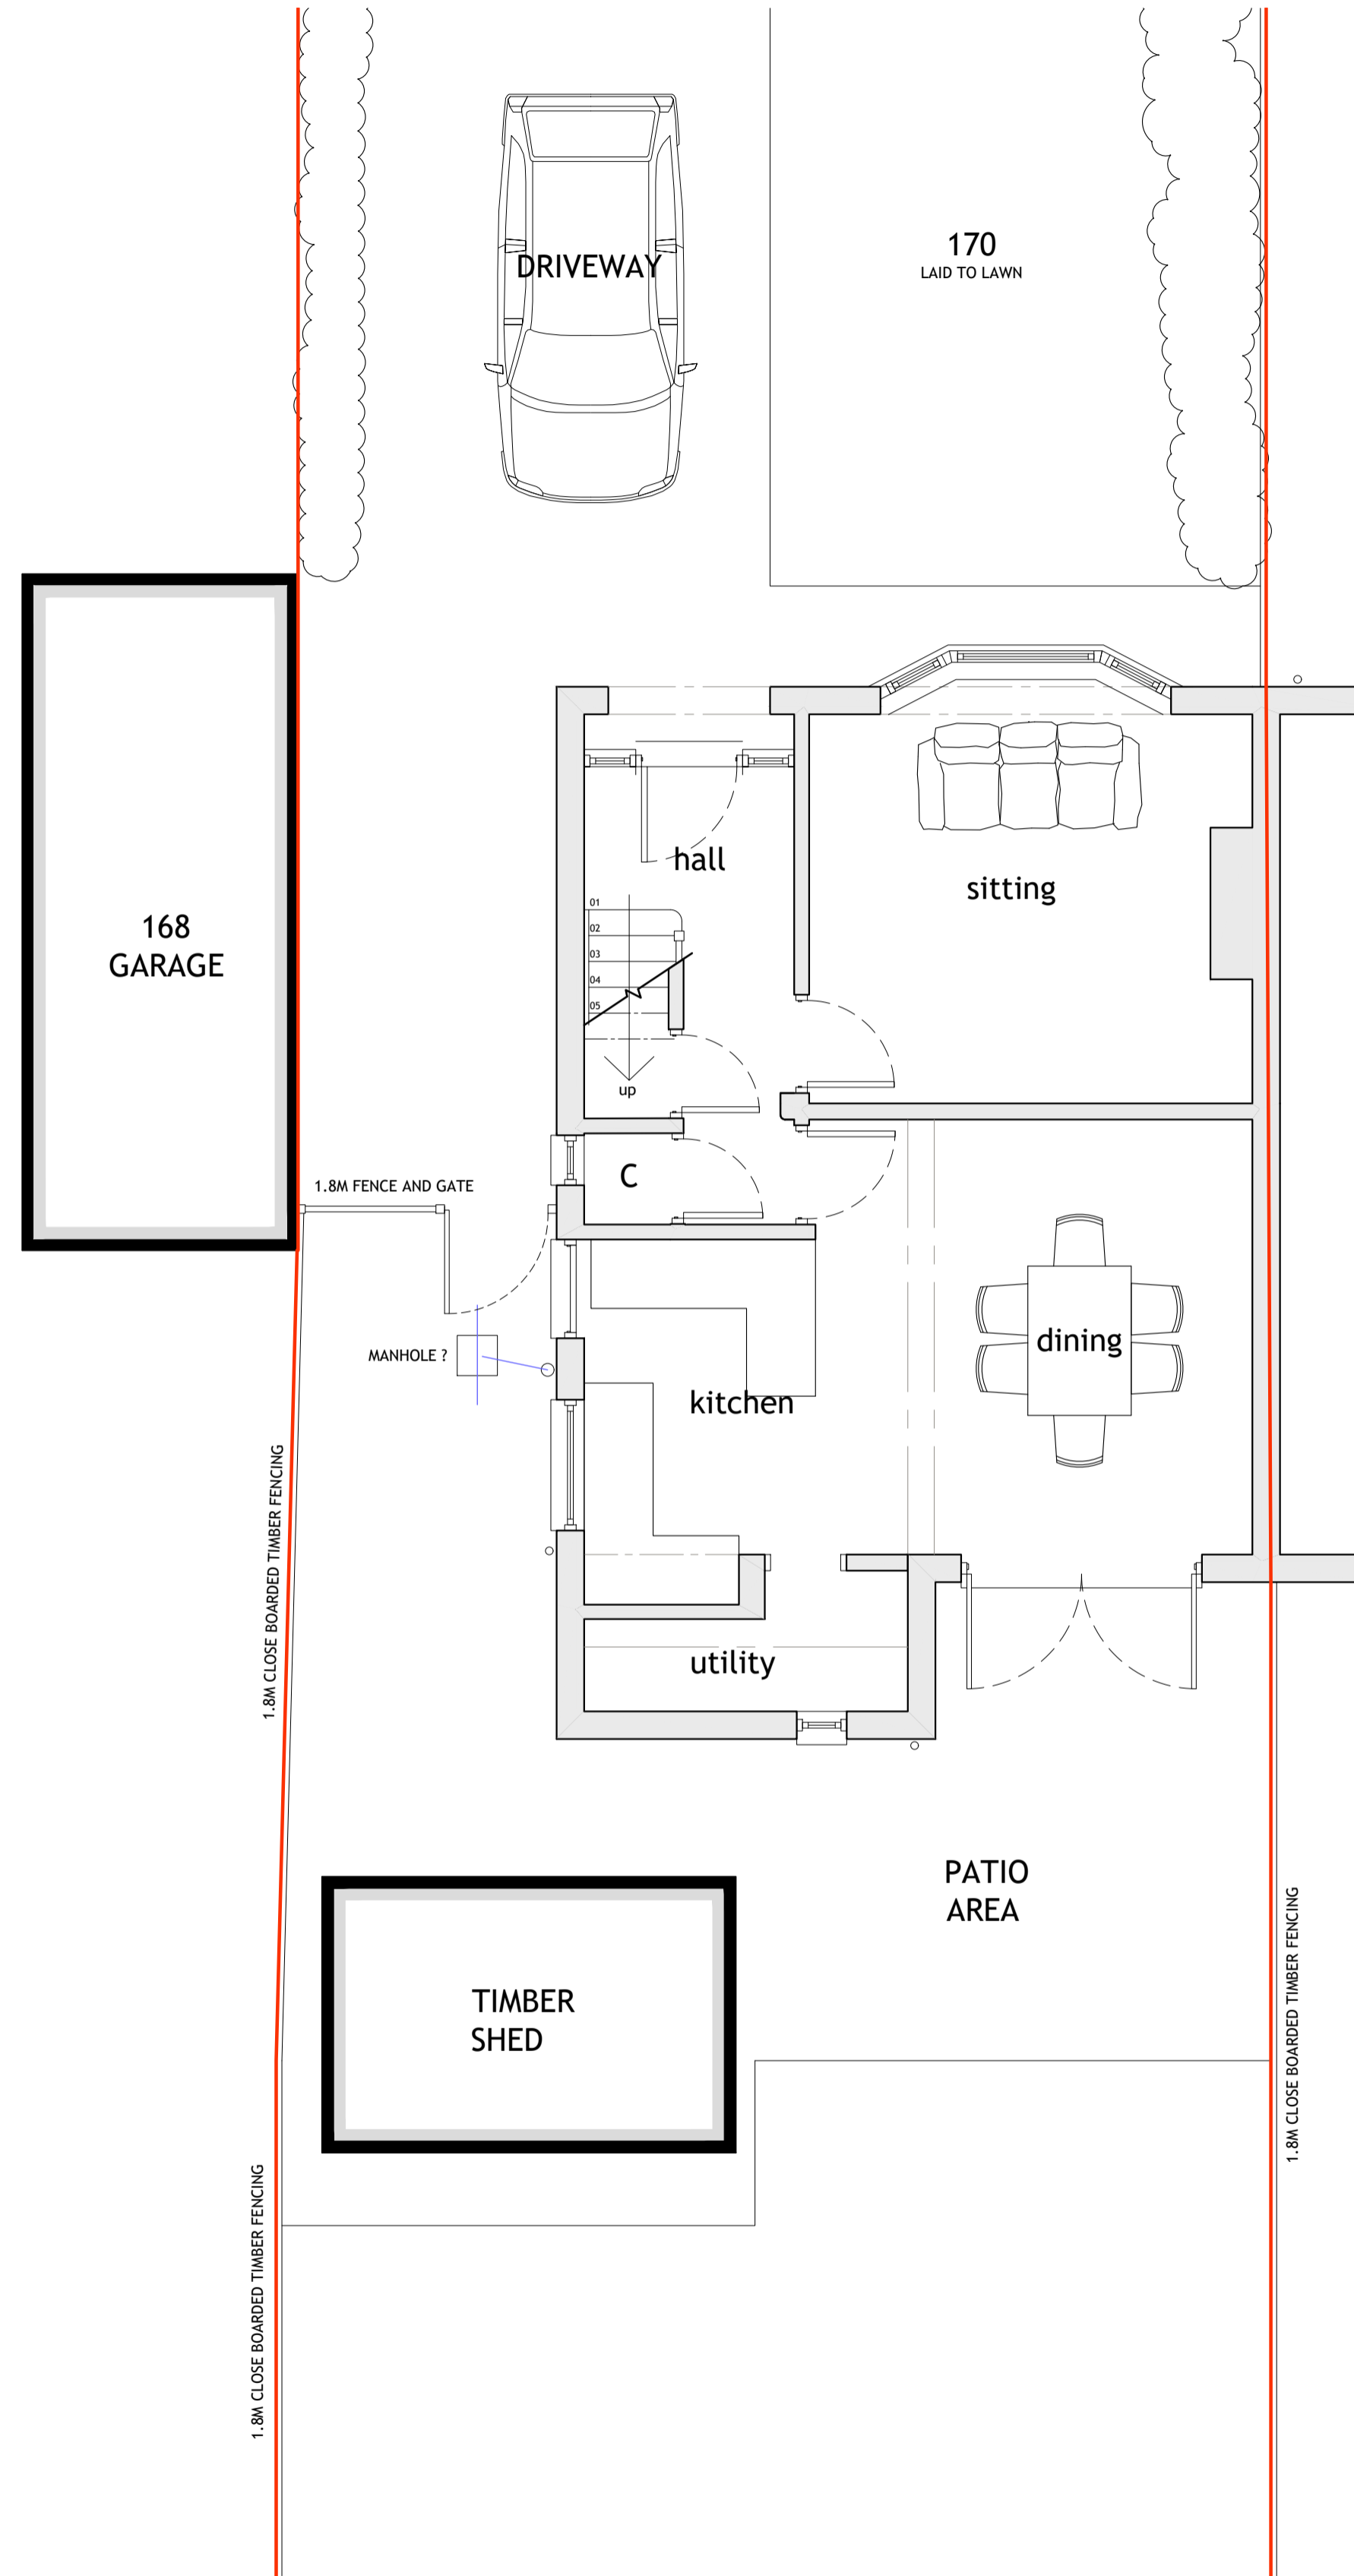 170
LAID TO LAWN
DRIVEWAY
hall
sitting
01
02
03
04
05
up
168
GARAGE
C
1.8M FENCE AND GATE
MANHOLE ?
dining
kitchen
1.8M CLOSE BOARDED TIMBER FENCING
utility
PATIO
AREA
TIMBER
SHED
1.8M CLOSE BOARDED TIMBER FENCING
1.8M CLOSE BOARDED TIMBER FENCING